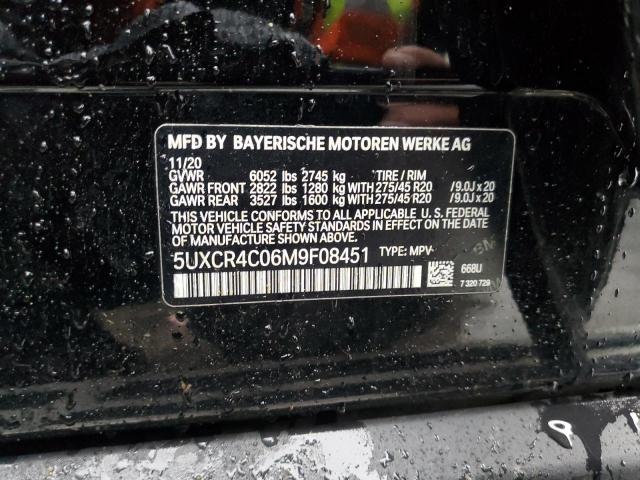 MFD BY BAYERISCHE MOTOREN WERKE AG
11/20
GVWR 6052 lbs 2745 kg TIRE / RIM
GAWR FRONT 2822 lbs 1280 kg WITH 275/45 R20 / 9.0J x 20
GAWR REAR 3527 lbs 1600 kg WITH 275/45 R20 / 9.0J x 20
THIS VEHICLE CONFORMS TO ALL APPLICABLE U. S. FEDERAL
MOTOR VEHICLE SAFETY STANDARDS IN EFFECT ON THE DATE
OF MANUFACTURE SHOWN ABOVE.
5UXCR4C06M9F08451 TYPE: MPV
668U
7 320 729